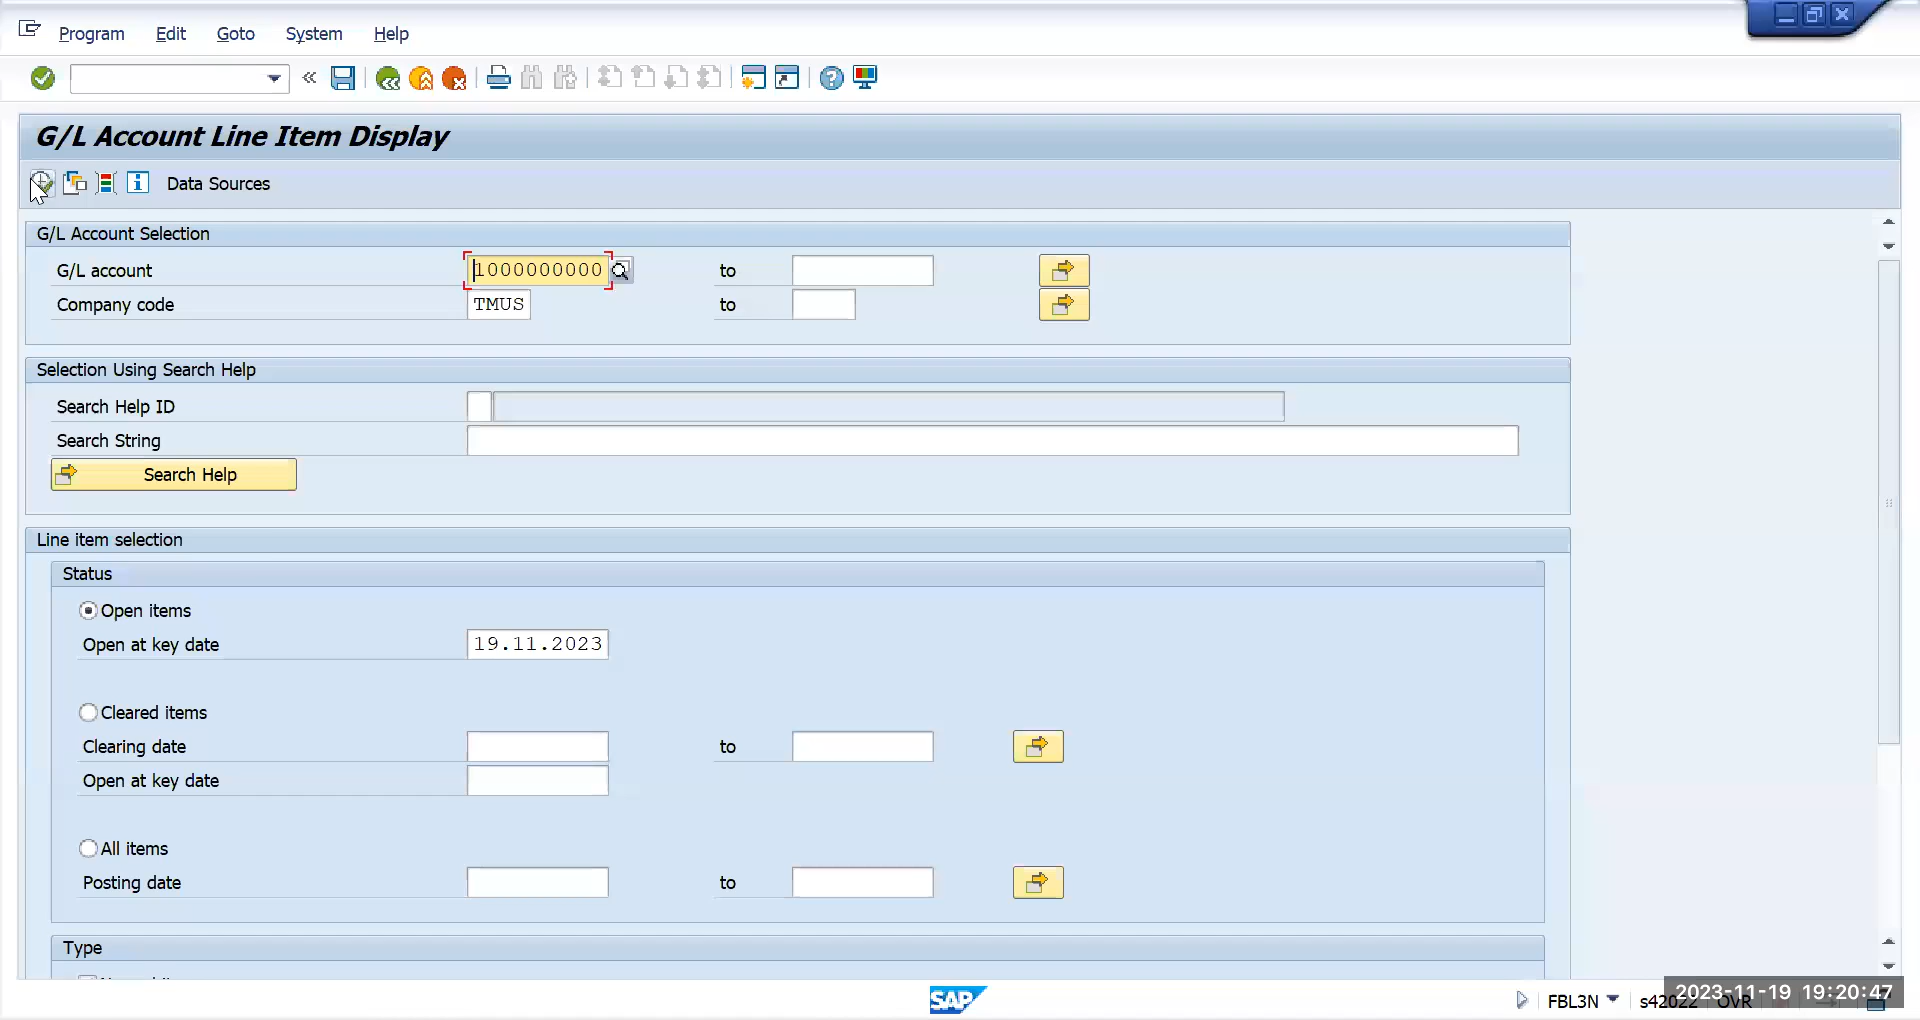 Program Edit Goto System Help
G/L Account Line Item Display
Data Sources
G/L Account Selection
G/L account 1000000000 to
Company code TMUS to
Selection Using Search Help
Search Help ID
Search String
Search Help
Line item selection
Status
Open items
Open at key date 19.11.2023
Cleared items
Clearing date to
Open at key date
All items
Posting date to
Type
SAP FBL3N s42022 OVR
2023-11-19 19:20:47